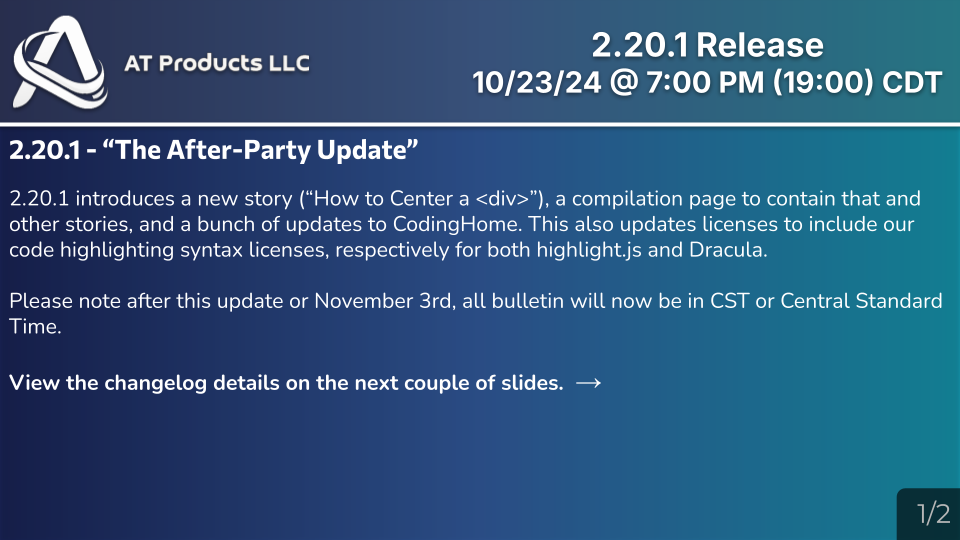 AT Products LLC
2.20.1 Release
10/23/24 @ 7:00 PM (19:00) CDT
2.20.1 - “The After-Party Update”
2.20.1 introduces a new story (“How to Center a <div>”), a compilation page to contain that and
other stories, and a bunch of updates to CodingHome. This also updates licenses to include our
code highlighting syntax licenses, respectively for both highlight.js and Dracula.
Please note after this update or November 3rd, all bulletin will now be in CST or Central Standard
Time.
View the changelog details on the next couple of slides. →
1/2